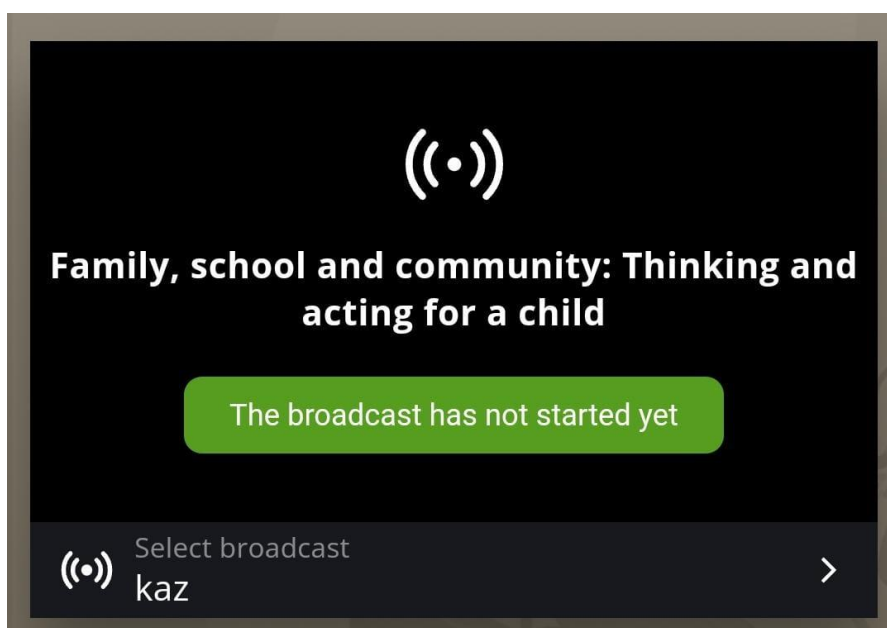 Family, school and community: Thinking and
acting for a child
The broadcast has not started yet
Select broadcast
kaz